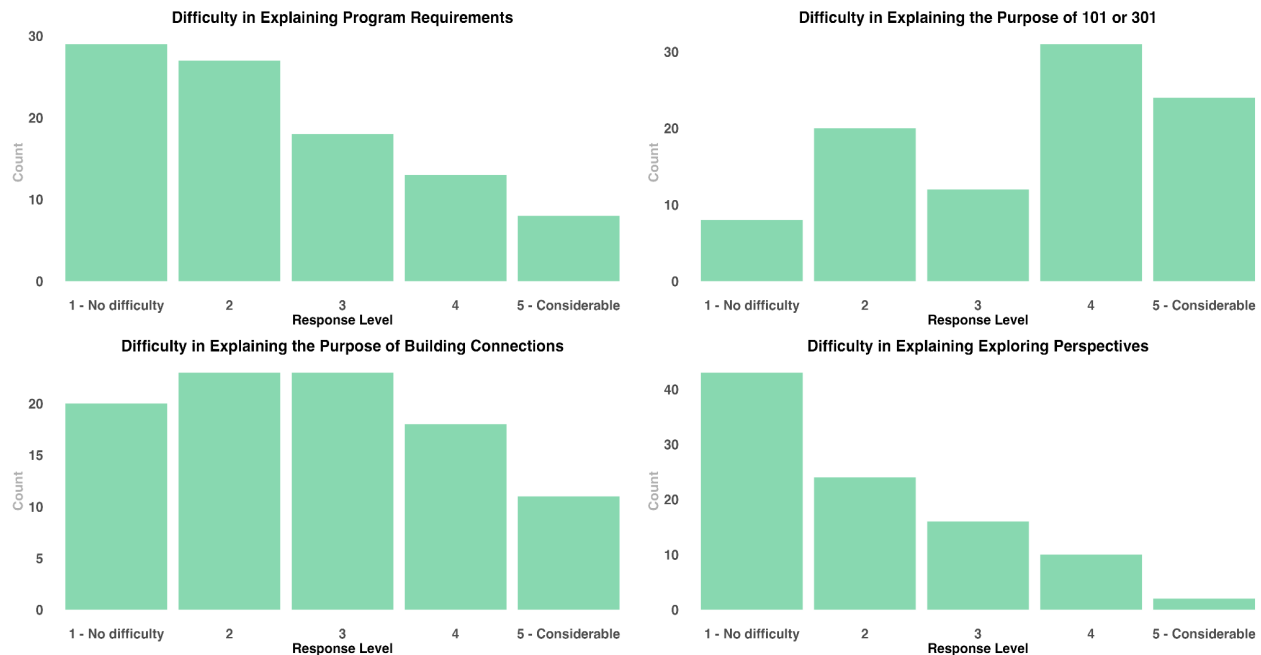 Difficulty in Explaining Program Requirements
30
20
10
0
Count
1 - No difficulty 2 3 4 5 - Considerable
Response Level
Difficulty in Explaining the Purpose of 101 or 301
30
20
10
0
Count
1 - No difficulty 2 3 4 5 - Considerable
Response Level
Difficulty in Explaining the Purpose of Building Connections
20
15
10
5
0
Count
1 - No difficulty 2 3 4 5 - Considerable
Response Level
Difficulty in Explaining Exploring Perspectives
40
30
20
10
0
Count
1 - No difficulty 2 3 4 5 - Considerable
Response Level